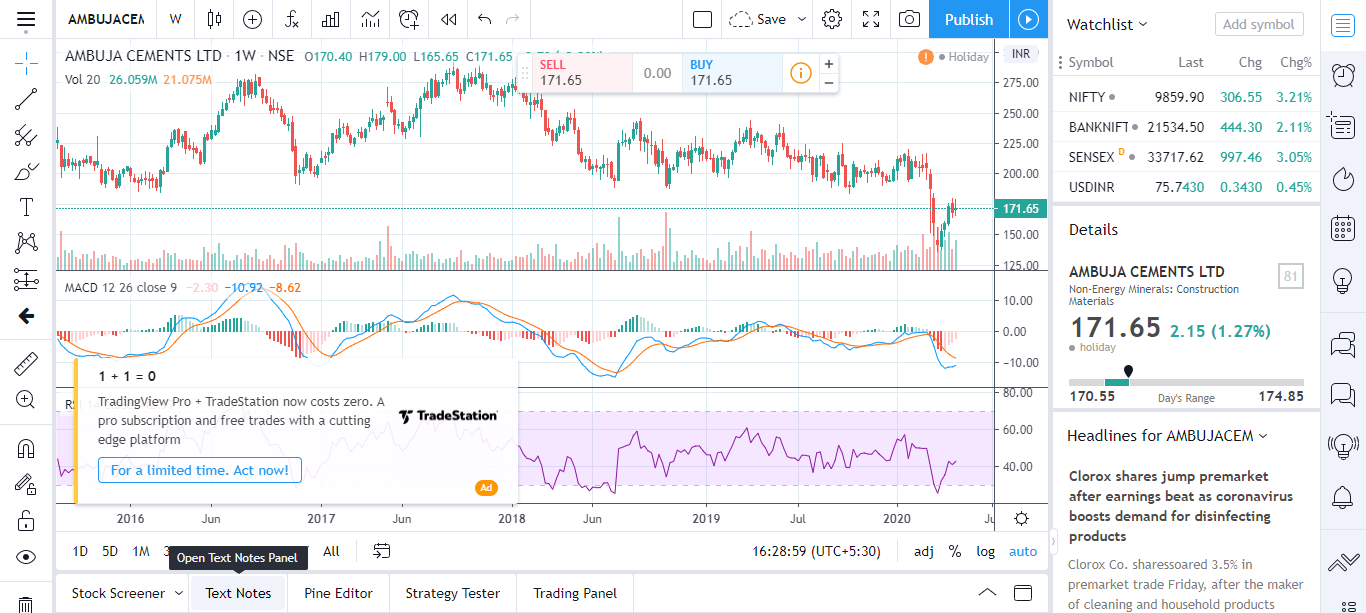 AMBUJACEM W Save Publish
AMBUJA CEMENTS LTD · 1W · NSE O170.40 H179.00 L165.65 C171.65
Holiday
INR
Vol 20 26.059M 21.075M
SELL
171.65
0.00
BUY
171.65
275.00
250.00
225.00
200.00
171.65
150.00
125.00
MACD 12 26 close 9 −2.30 −10.92 −8.62
10.00
0.00
−10.00
1 + 1 = 0
TradingView Pro + TradeStation now costs zero. A
pro subscription and free trades with a cutting
edge platform
For a limited time. Act now!
TradeStation
Ad
80.00
60.00
40.00
2016 Jun 2017 Jun 2018 Jun 2019 Jul 2020
1D 5D 1M All
16:28:59 (UTC+5:30) adj % log auto
Open Text Notes Panel
Stock Screener Text Notes Pine Editor Strategy Tester Trading Panel
Watchlist Add symbol
Symbol Last Chg Chg%
NIFTY 9859.90 306.55 3.21%
BANKNIFT 21534.50 444.30 2.11%
SENSEX D 33717.62 997.46 3.05%
USDINR 75.7430 0.3430 0.45%
Details
AMBUJA CEMENTS LTD 81
Non-Energy Minerals: Construction
Materials
171.65 2.15 (1.27%)
holiday
170.55 Day's Range 174.85
Headlines for AMBUJACEM
Clorox shares jump premarket
after earnings beat as coronavirus
boosts demand for disinfecting
products
Clorox Co. sharessoared 3.5% in
premarket trade Friday, after the maker
of cleaning and household products